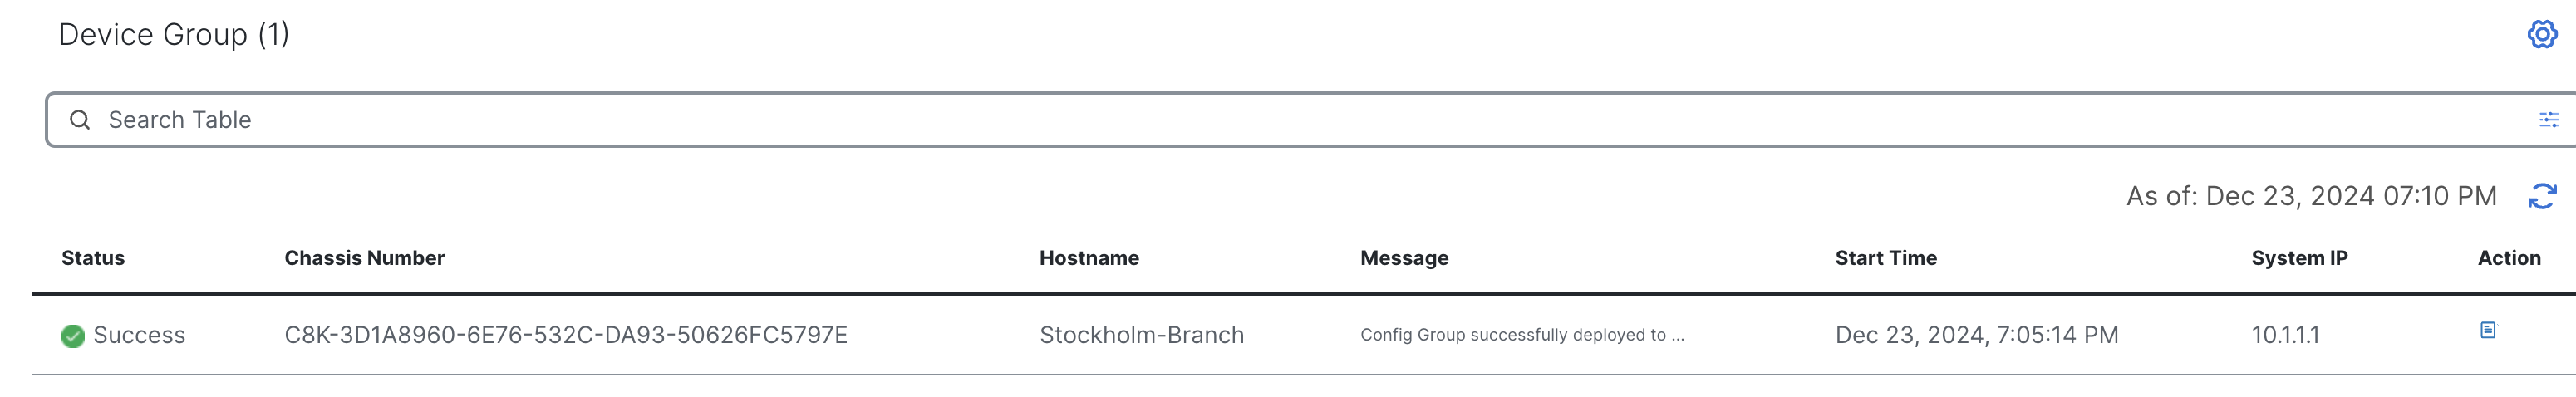 Device Group (1)
Search Table
As of: Dec 23, 2024 07:10 PM
Status Chassis Number Hostname Message Start Time System IP Action
Success C8K-3D1A8960-6E76-532C-DA93-50626FC5797E Stockholm-Branch Config Group successfully deployed to ... Dec 23, 2024, 7:05:14 PM 10.1.1.1